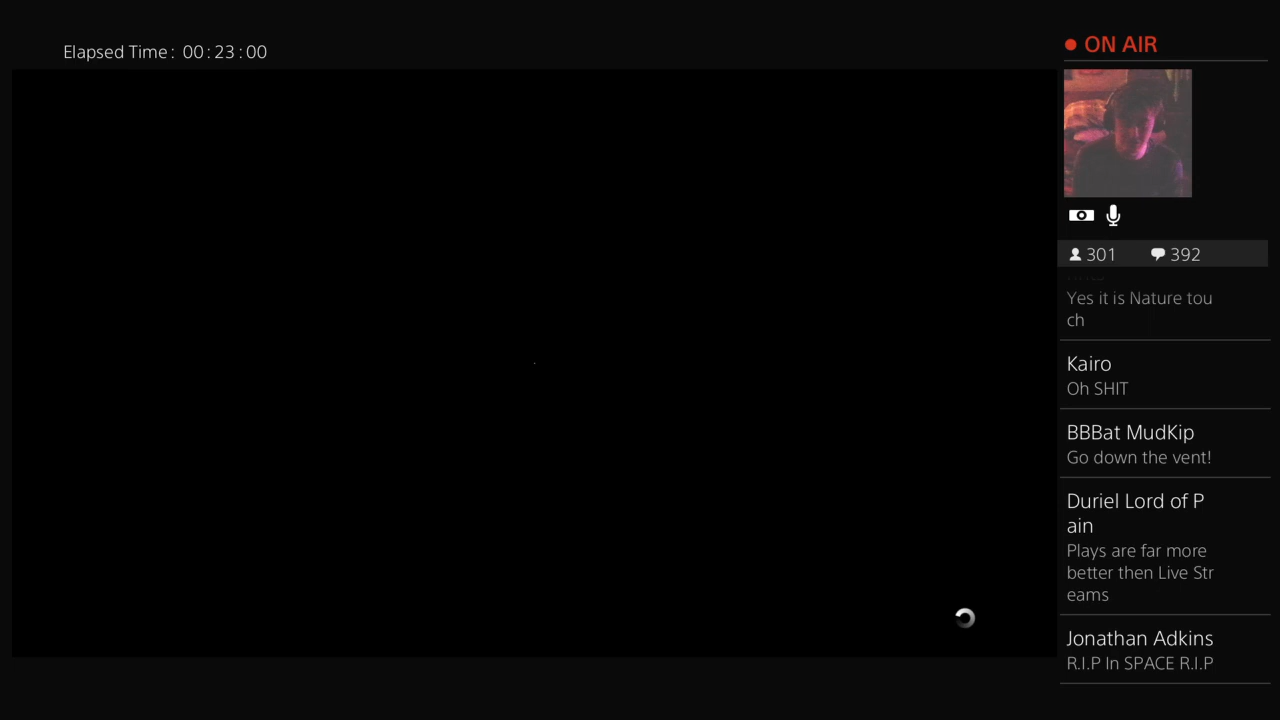 Elapsed Time: 00:23:00
ON AIR
301 392
Yes it is Nature tou
ch
Kairo
Oh SHIT
BBBat MudKip
Go down the vent!
Duriel Lord of P
ain
Plays are far more
better then Live Str
eams
Jonathan Adkins
R.I.P In SPACE R.I.P